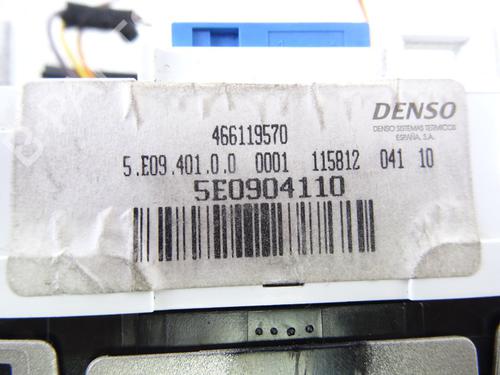 466119570
DENSO
DENSO SISTEMAS TERMICOS
ESPAÑA, S.A.
5.E09.401.0.0 0001 115812 041 10
5E0904110